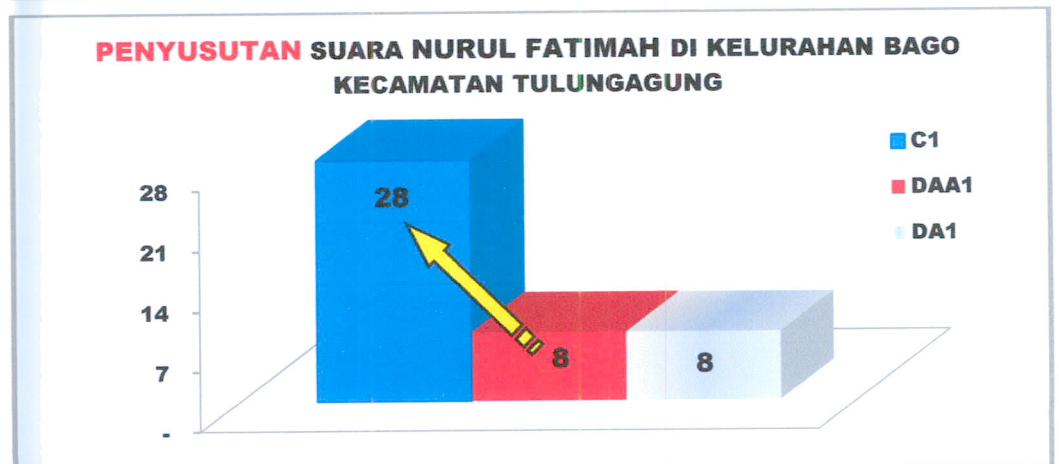 PENYUSUTAN SUARA NURUL FATIMAH DI KELURAHAN BAGO
KECAMATAN TULUNGAGUNG
C1
DAA1
DA1
28
21
14
7
-
28
8
8